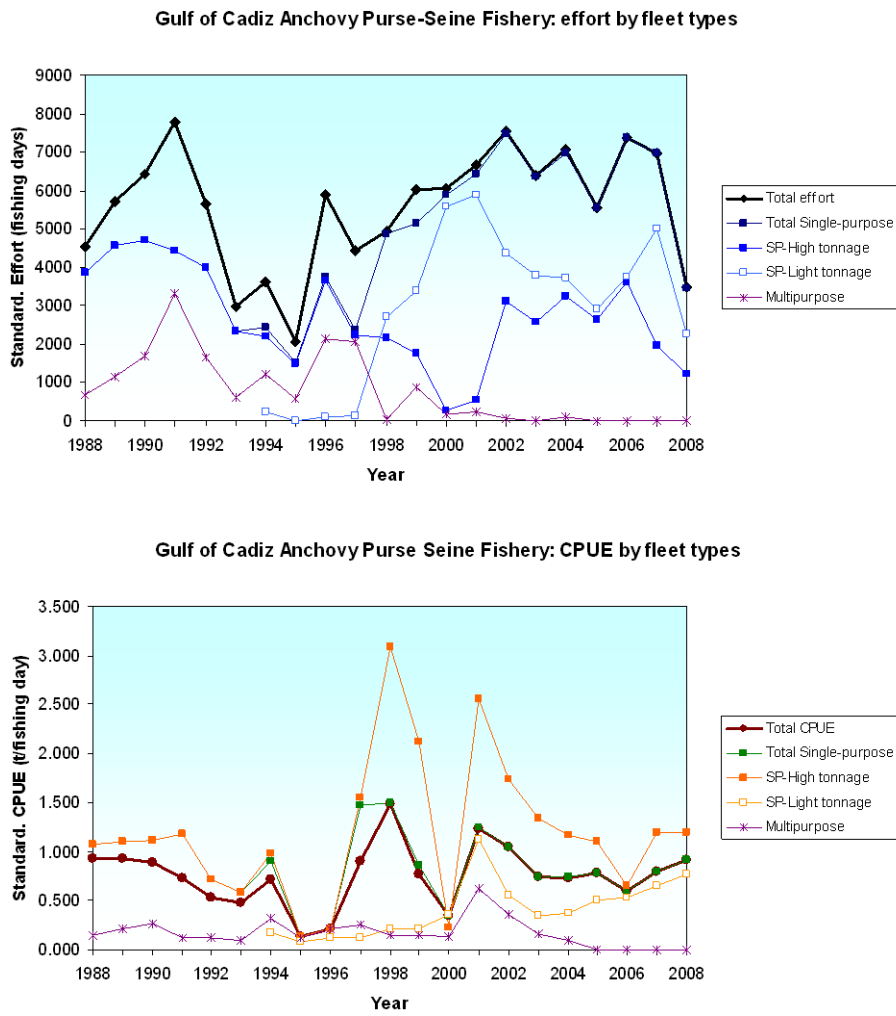 Gulf of Cadiz Anchovy Purse-Seine Fishery: effort by fleet types
Standard. Effort (fishing days)
9000
8000
7000
6000
5000
4000
3000
2000
1000
0
1988 1990 1992 1994 1996 1998 2000 2002 2004 2006 2008
Year
Total effort
Total Single-purpose
SP-High tonnage
SP-Light tonnage
Multipurpose
Gulf of Cadiz Anchovy Purse Seine Fishery: CPUE by fleet types
Standard. CPUE (t/fishing day)
3.500
3.000
2.500
2.000
1.500
1.000
0.500
0.000
1988 1990 1992 1994 1996 1998 2000 2002 2004 2006 2008
Year
Total CPUE
Total Single-purpose
SP-High tonnage
SP-Light tonnage
Multipurpose